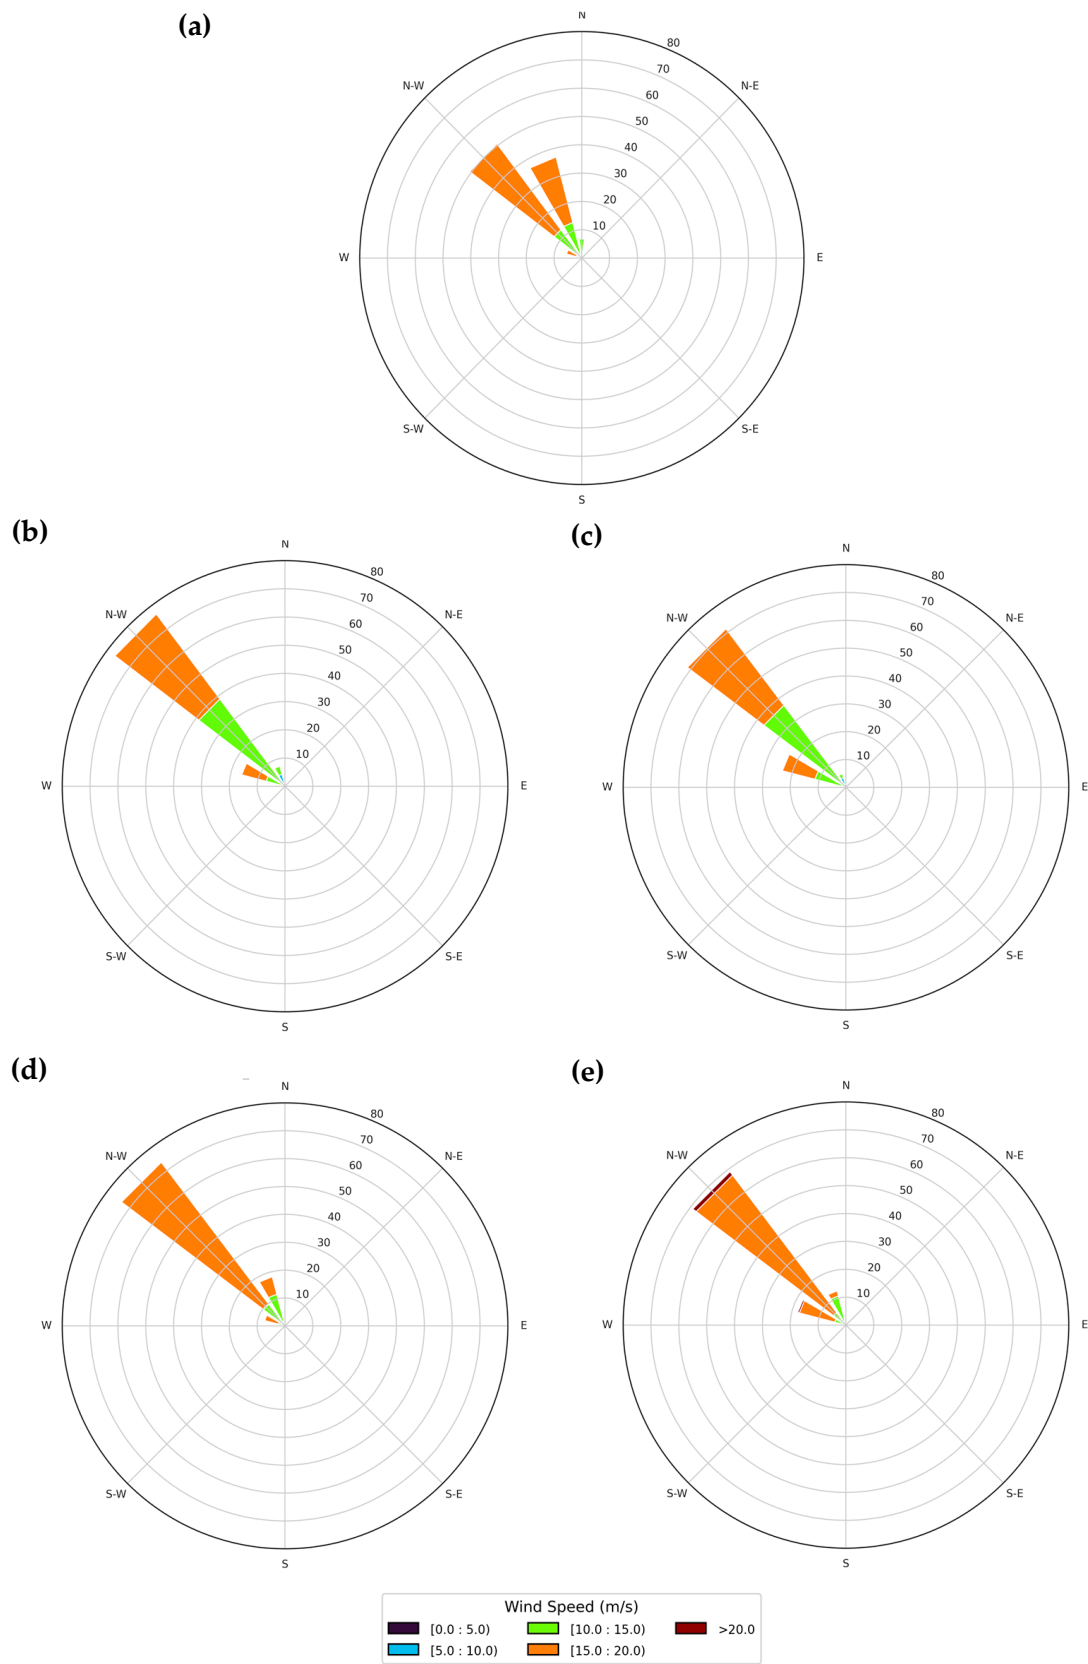 (a)
N
80
70
N-W
N-E
60
50
40
30
20
10
W
E
S-W
S-E
S
(b)
(c)
N
80
70
N-W
N-E
60
50
40
30
20
10
W
E
S-W
S-E
S
N
80
70
N-W
N-E
60
50
40
30
20
10
W
E
S-W
S-E
S
(d)
(e)
N
80
70
N-W
N-E
60
50
40
30
20
10
W
E
S-W
S-E
S
N
80
70
N-W
N-E
60
50
40
30
20
10
W
E
S-W
S-E
S
Wind Speed (m/s)
[0.0 : 5.0) [10.0 : 15.0) >20.0
[5.0 : 10.0) [15.0 : 20.0)